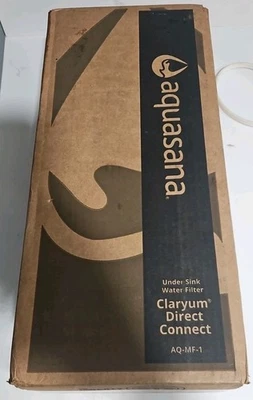 aquasana®
Under Sink
Water Filter
Claryum®
Direct
Connect
AQ-MF-1